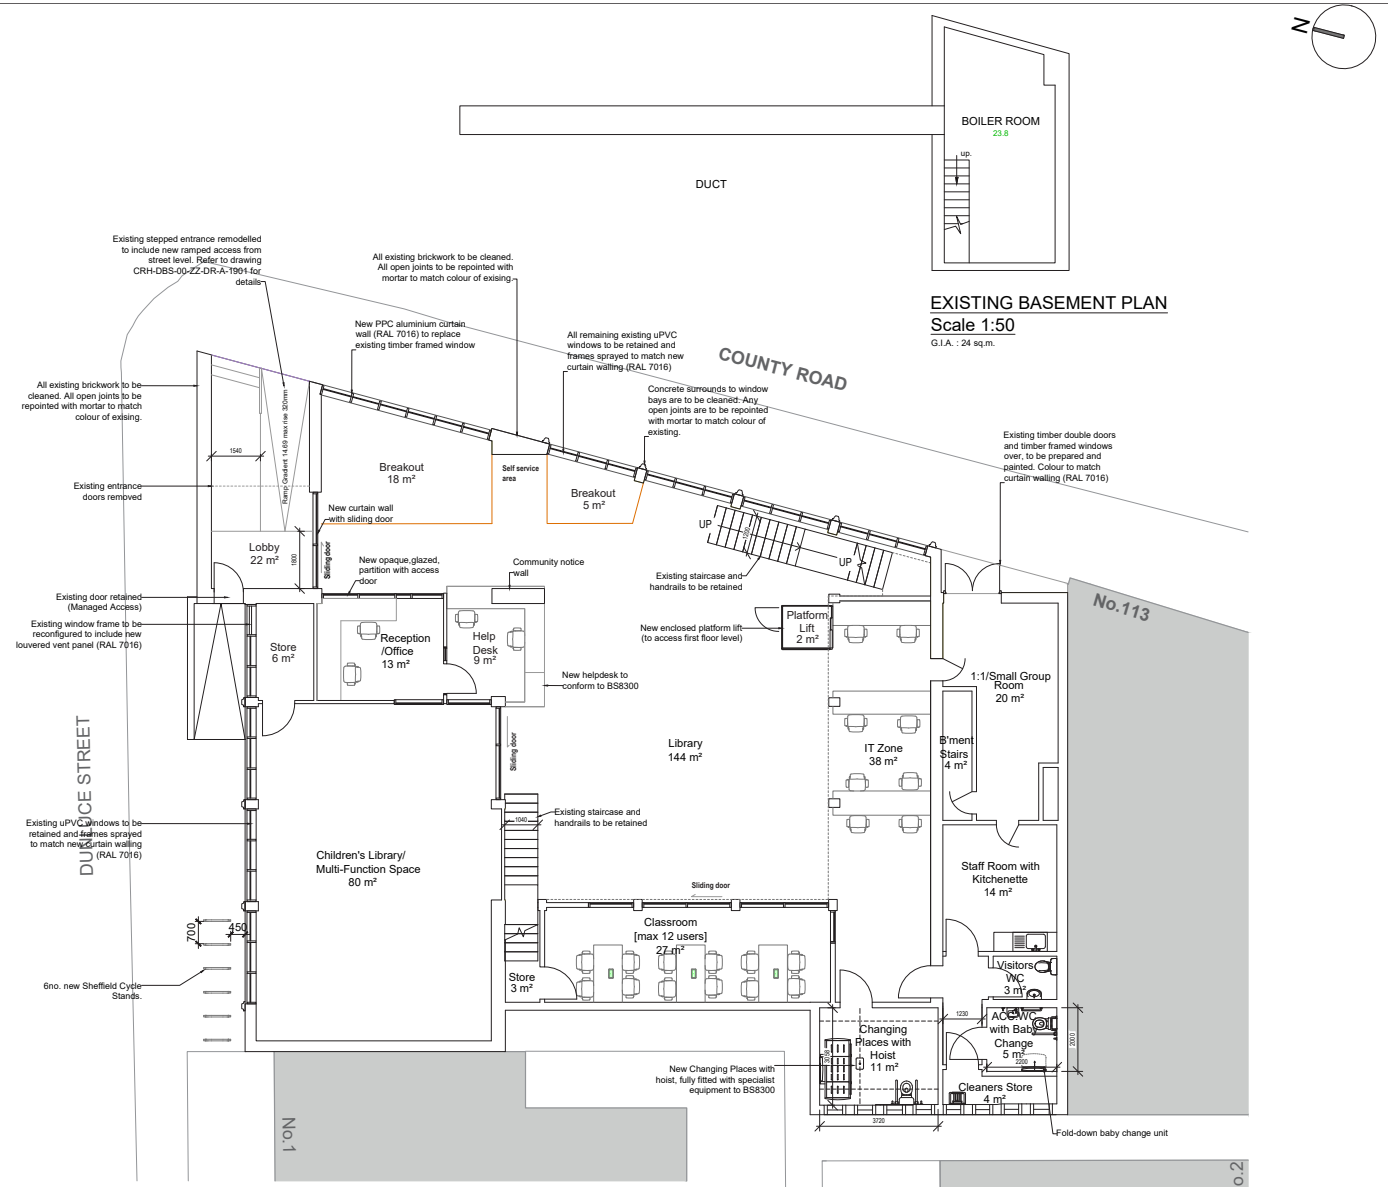 N
BOILER ROOM
23.8
up.
DUCT
EXISTING BASEMENT PLAN
Scale 1:50
G.I.A. : 24 sq.m.
Existing stepped entrance remodelled
to include new ramped access from
street level. Refer to drawing
CRH-DBS-00-ZZ-DR-A-1901 for
details
All existing brickwork to be cleaned.
All open joints to be repointed with
mortar to match colour of exising.
New PPC aluminium curtain
wall (RAL 7016) to replace
existing timber framed window
All remaining existing uPVC
windows to be retained and
frames sprayed to match new
curtain walling (RAL 7016)
COUNTY ROAD
Concrete surrounds to window
bays are to be cleaned. Any
open joints are to be repointed
with mortar to match colour of
existing.
All existing brickwork to be
cleaned. All open joints to be
repointed with mortar to match
colour of exising.
Existing timber double doors
and timber framed windows
over, to be prepared and
painted. Colour to match
curtain walling (RAL 7016)
Ramp Gradient 14.69 max rise 320mm
1540
Existing entrance
doors removed
Breakout
18 m²
Self service
area
Breakout
5 m²
New curtain wall
with sliding door
Lobby
22 m²
1800
Sliding door
New opaque,glazed,
partition with access
door
Community notice
wall
UP
1200
UP
Existing staircase and
handrails to be retained
Existing door retained
(Managed Access)
Existing window frame to be
reconfigured to include new
louvered vent panel (RAL 7016)
Store
6 m²
Reception
/Office
13 m²
Help
Desk
9 m²
New enclosed platform lift
(to access first floor level)
Platform
Lift
2 m²
No.113
New helpdesk to
conform to BS8300
1:1/Small Group
Room
20 m²
DUNLUCE STREET
Sliding door
Library
144 m²
IT Zone
38 m²
B'ment
Stairs
4 m²
Existing uPVC windows to be
retained and frames sprayed
to match new curtain walling
(RAL 7016)
1040
Existing staircase and
handrails to be retained
Children's Library/
Multi-Function Space
80 m²
Staff Room with
Kitchenette
14 m²
Sliding door
Classroom
[max 12 users]
27 m²
700
450
Store
3 m²
6no. new Sheffield Cycle
Stands.
Visitors
WC
3 m²
1230
ACC.WC
with Baby
Change
5 m²
2200
2000
Changing
Places with
Hoist
11 m²
New Changing Places with
hoist, fully fitted with specialist
equipment to BS8300
Cleaners Store
4 m²
3720
Fold-down baby change unit
No.1